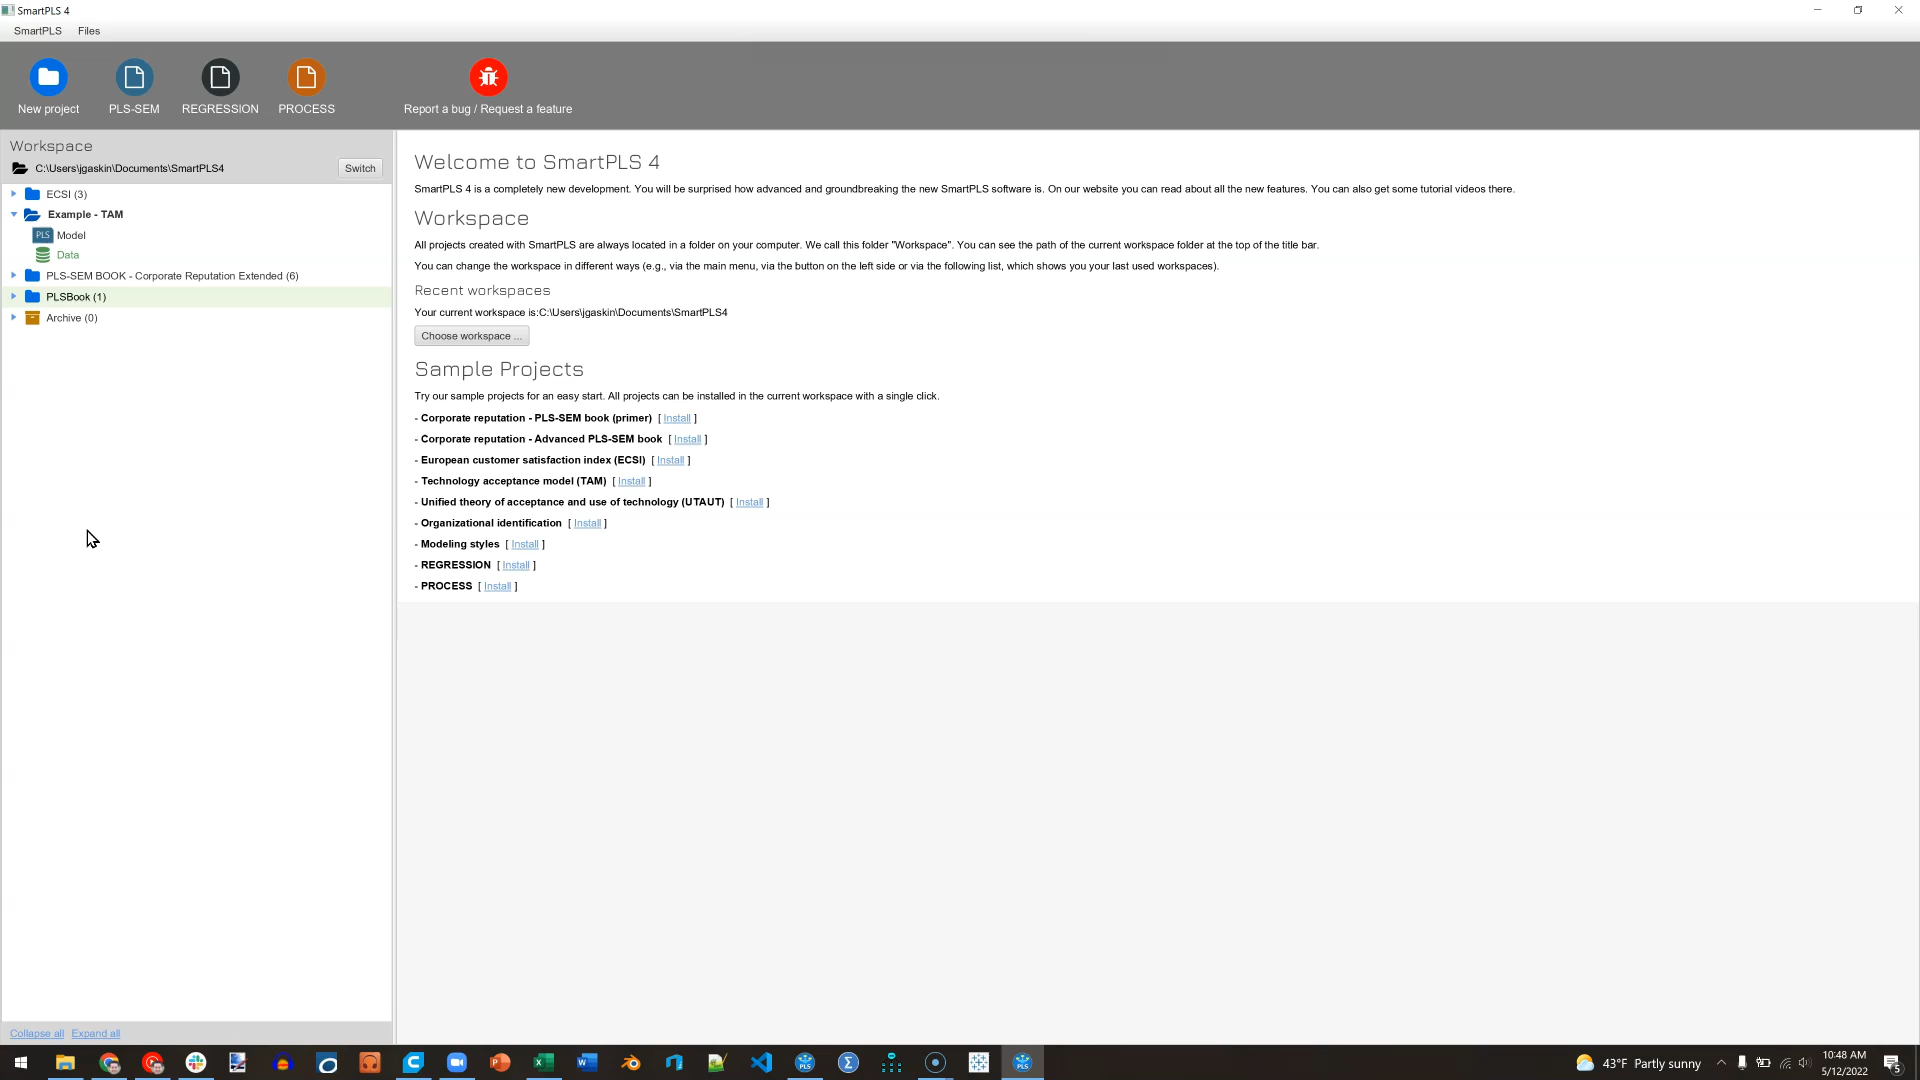 SmartPLS 4
SmartPLS Files
New project PLS-SEM REGRESSION PROCESS Report a bug / Request a feature
Workspace
C:\Users\jgaskin\Documents\SmartPLS4 Switch
ECSI (3)
Example - TAM
PLS Model
Data
PLS-SEM BOOK - Corporate Reputation Extended (6)
PLSBook (1)
Archive (0)
Collapse all Expand all
Welcome to SmartPLS 4
SmartPLS 4 is a completely new development. You will be surprised how advanced and groundbreaking the new SmartPLS software is. On our website you can read about all the new features. You can also get some tutorial videos there.
Workspace
All projects created with SmartPLS are always located in a folder on your computer. We call this folder "Workspace". You can see the path of the current workspace folder at the top of the title bar.
You can change the workspace in different ways (e.g., via the main menu, via the button on the left side or via the following list, which shows you your last used workspaces).
Recent workspaces
Your current workspace is:C:\Users\jgaskin\Documents\SmartPLS4
Choose workspace ...
Sample Projects
Try our sample projects for an easy start. All projects can be installed in the current workspace with a single click.
- Corporate reputation - PLS-SEM book (primer) [ Install ]
- Corporate reputation - Advanced PLS-SEM book [ Install ]
- European customer satisfaction index (ECSI) [ Install ]
- Technology acceptance model (TAM) [ Install ]
- Unified theory of acceptance and use of technology (UTAUT) [ Install ]
- Organizational identification [ Install ]
- Modeling styles [ Install ]
- REGRESSION [ Install ]
- PROCESS [ Install ]
PLS PLS 43°F Partly sunny 10:48 AM
5/12/2022 5